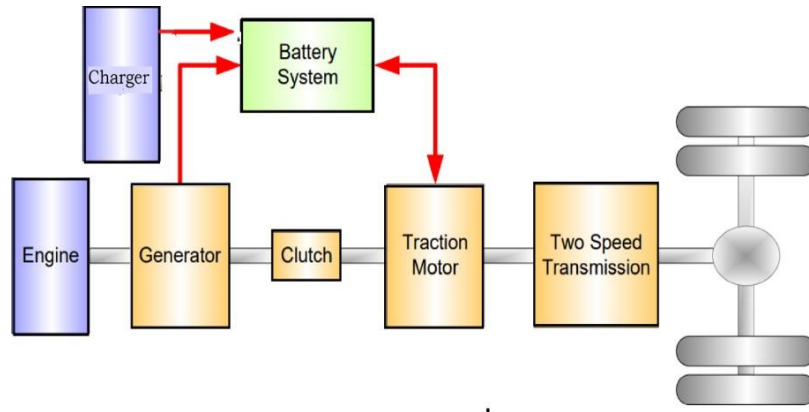 Charger
Battery
System
Engine
Generator
Clutch
Traction
Motor
Two Speed
Transmission